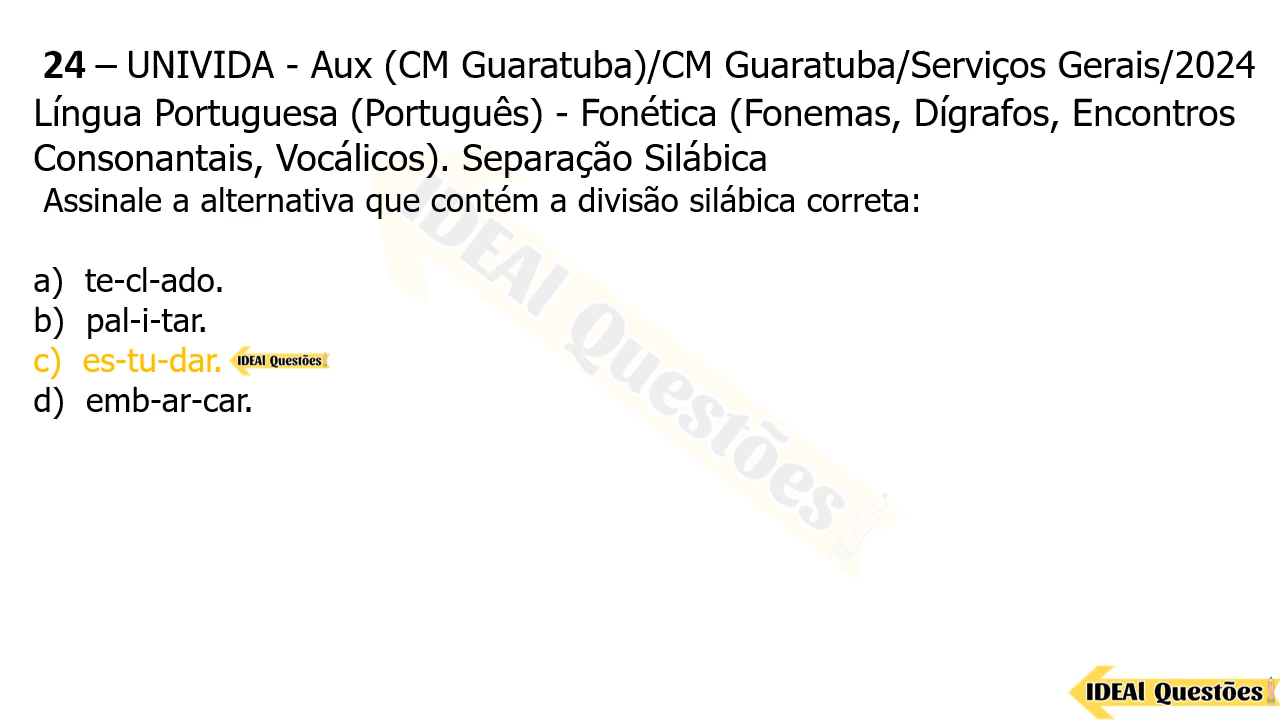 24 – UNIVIDA - Aux (CM Guaratuba)/CM Guaratuba/Serviços Gerais/2024
Língua Portuguesa (Português) - Fonética (Fonemas, Dígrafos, Encontros
Consonantais, Vocálicos). Separação Silábica
Assinale a alternativa que contém a divisão silábica correta:
a) te-cl-ado.
b) pal-i-tar.
c) es-tu-dar. IDEAl Questões
d) emb-ar-car.
IDEAl Questões
IDEAl Questões